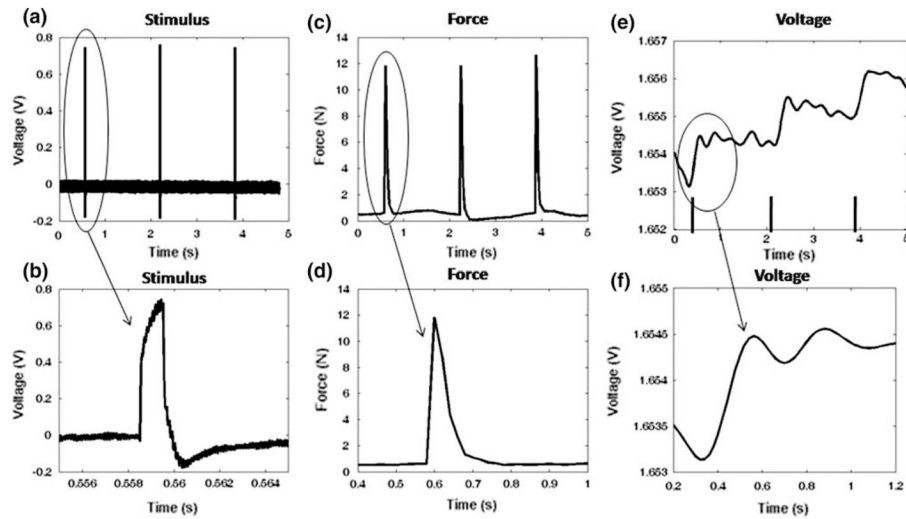 (a) Stimulus
Voltage (V)
0.8
0.6
0.4
0.2
0
-0.2
0 1 2 3 4 5
Time (s)
(c) Force
Force (N)
14
12
10
8
6
4
2
0
0 1 2 3 4 5
Time (s)
(e) Voltage
Voltage (V)
1.657
1.656
1.655
1.654
1.653
1.652
0 1 2 3 4 5
Time (s)
(b) Stimulus
Voltage (V)
0.8
0.6
0.4
0.2
0
-0.2
0.556 0.558 0.56 0.562 0.564
Time (s)
(d) Force
Force (N)
14
12
10
8
6
4
2
0
0.4 0.5 0.6 0.7 0.8 0.9 1
Time (s)
(f) Voltage
Voltage (V)
1.655
1.6545
1.654
1.6535
1.653
0.2 0.4 0.6 0.8 1 1.2
Time (s)